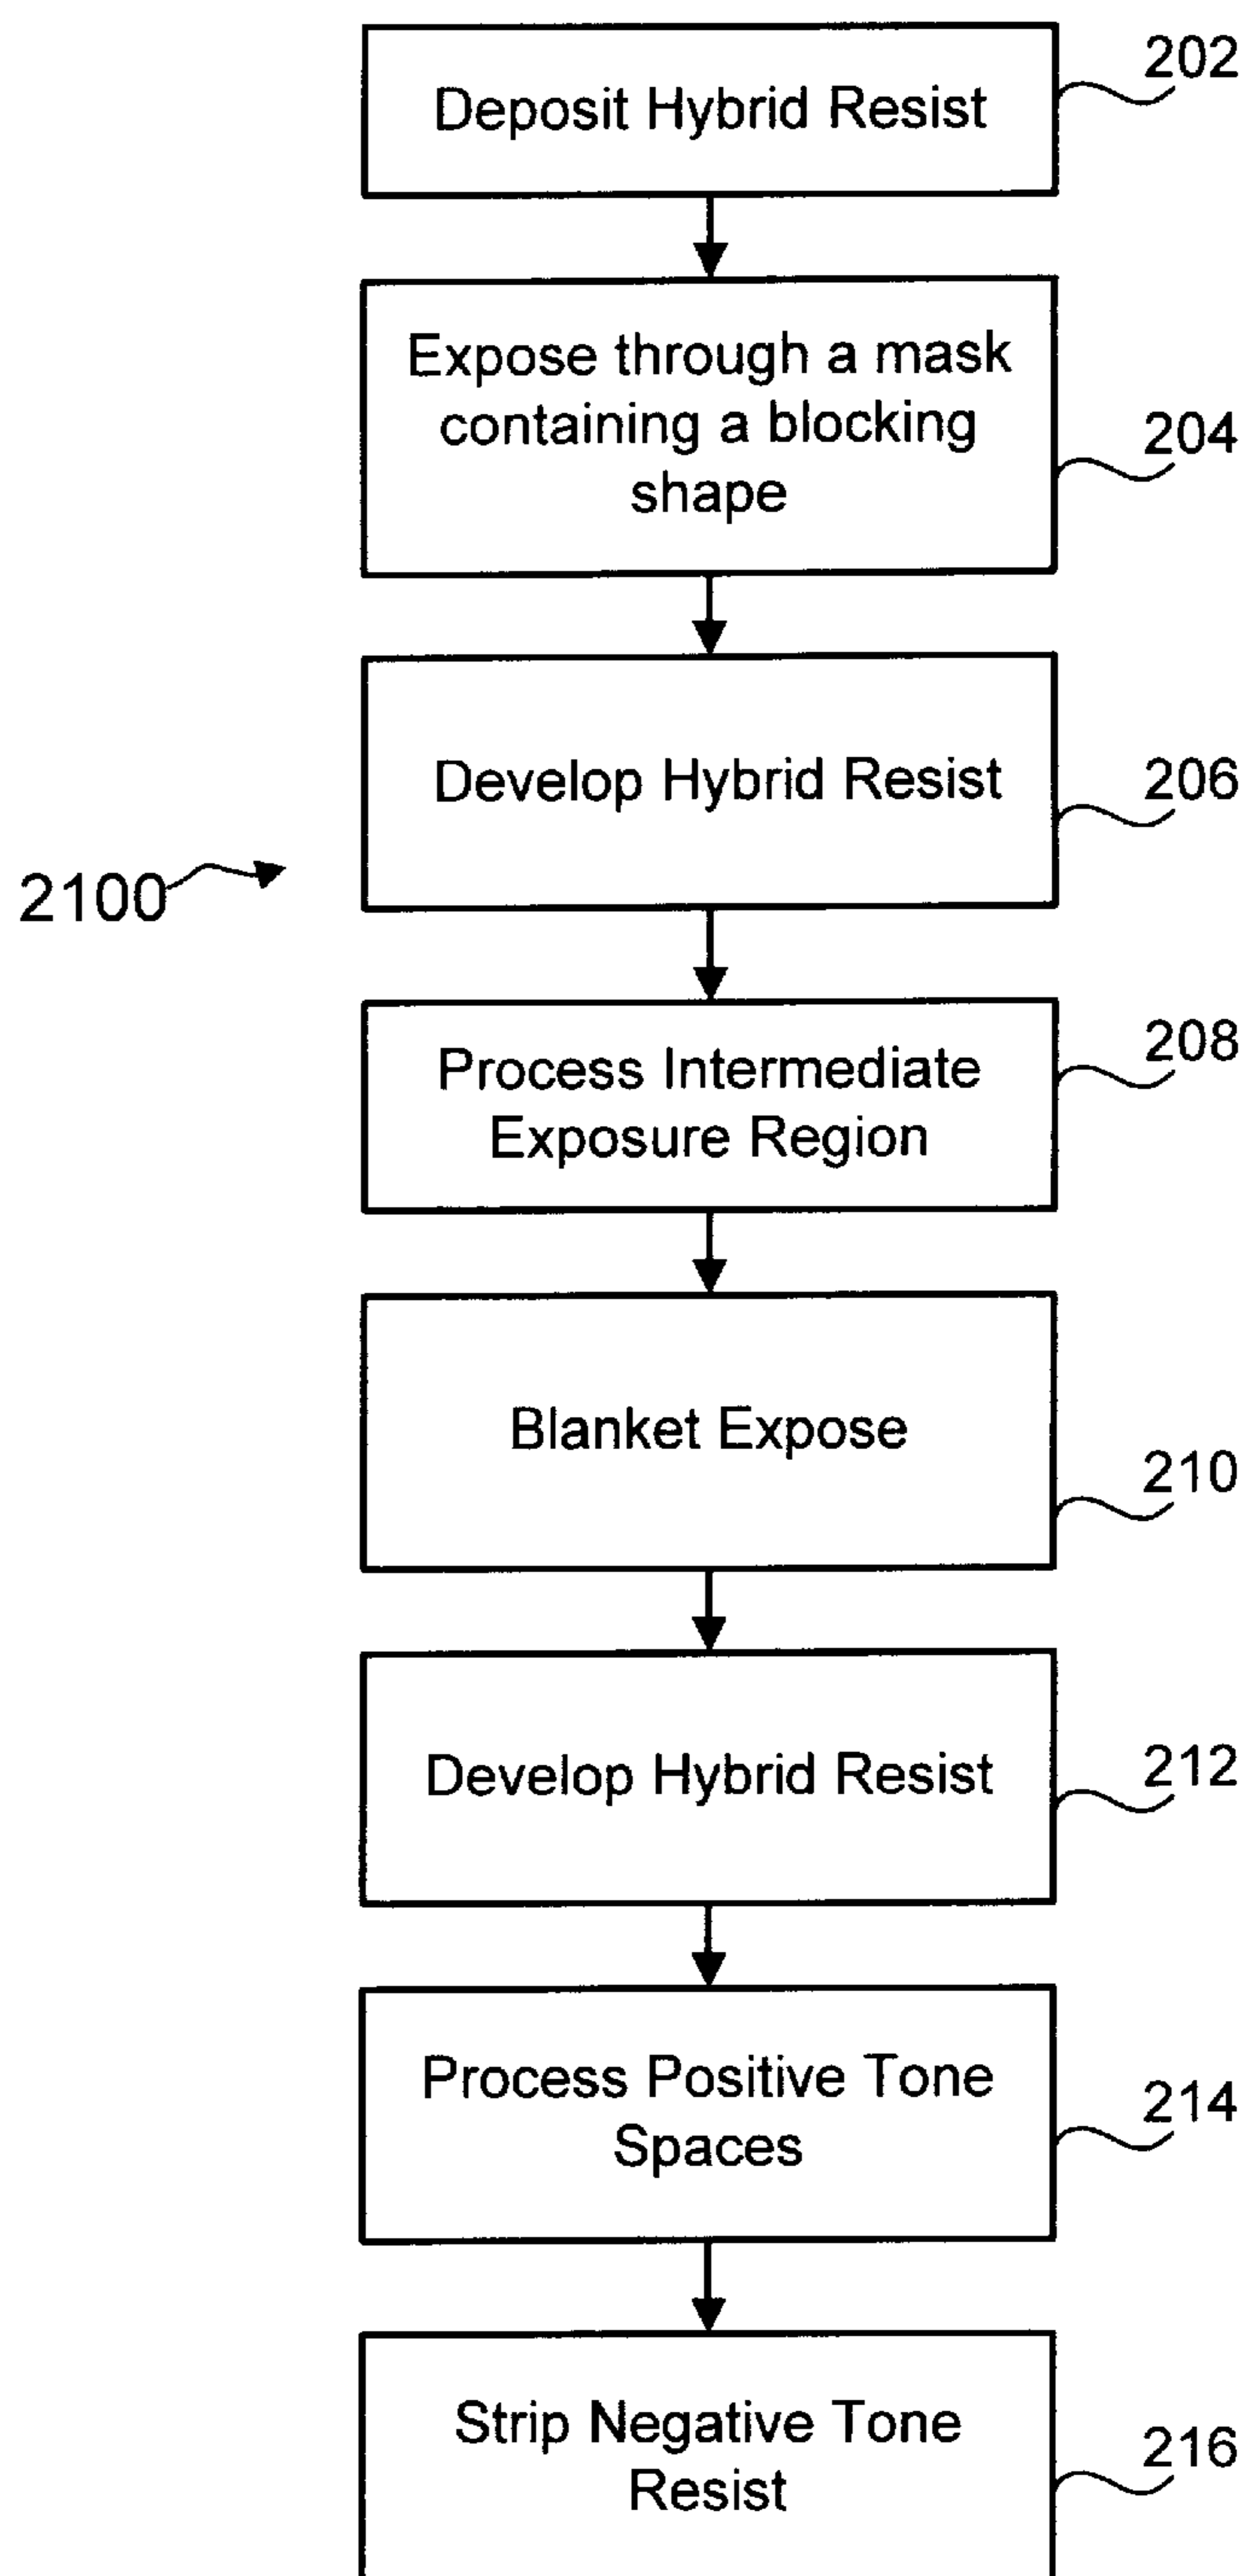 Deposit Hybrid Resist
202
Expose through a mask
containing a blocking
shape
204
Develop Hybrid Resist
206
2100
Process Intermediate
Exposure Region
208
Blanket Expose
210
Develop Hybrid Resist
212
Process Positive Tone
Spaces
214
Strip Negative Tone
Resist
216